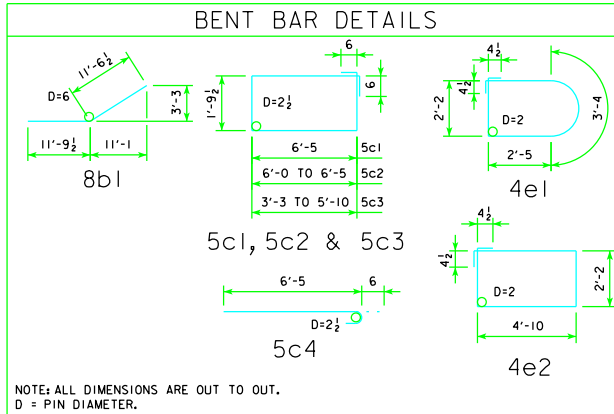 BENT BAR DETAILS
11'-6½
D=6
3'-3
11'-9½
11'-1
8b1
6
6
1'-9½
D=2½
6'-5
5c1
6'-0 TO 6'-5
5c2
3'-3 TO 5'-10
5c3
5c1, 5c2 & 5c3
4½
4½
2'-2
D=2
3'-4
2'-5
4e1
6'-5
6
D=2½
5c4
4½
4½
D=2
2'-2
4'-10
4e2
NOTE: ALL DIMENSIONS ARE OUT TO OUT.
D = PIN DIAMETER.